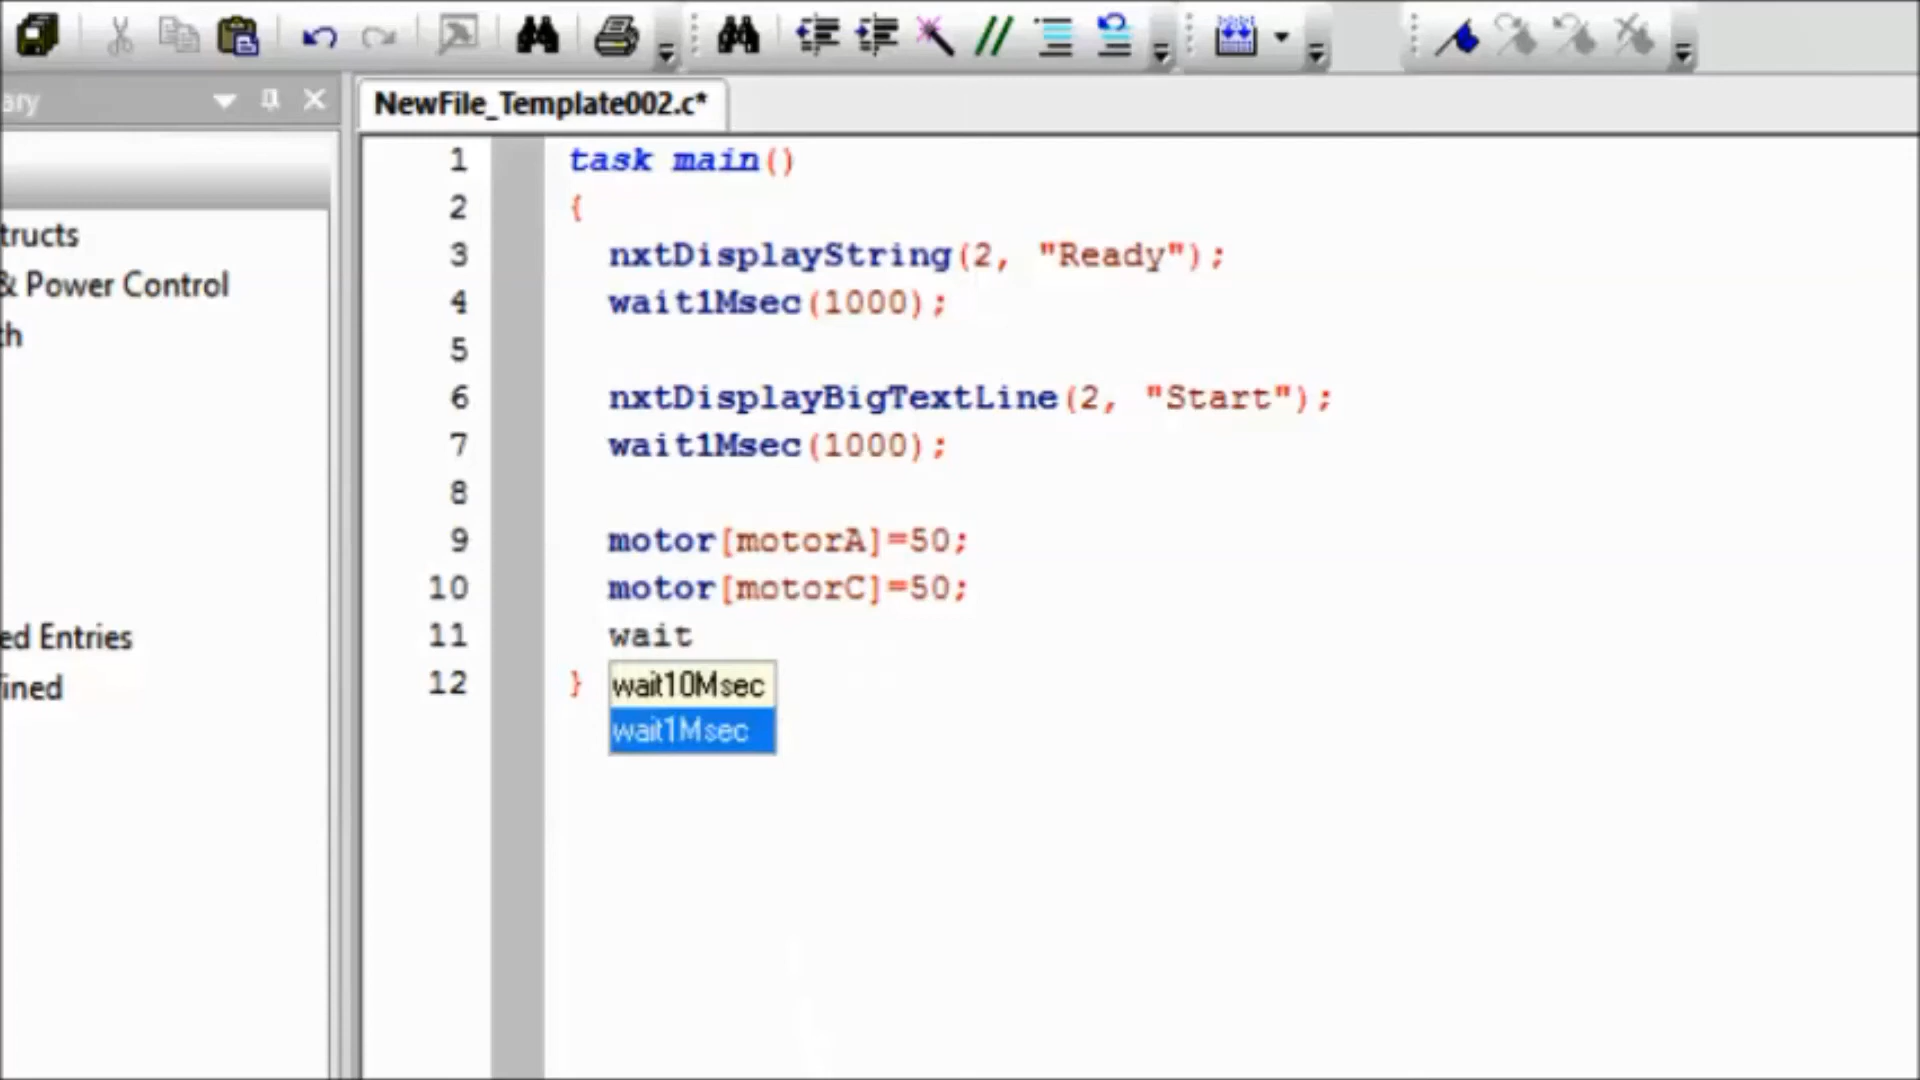 ary
NewFile_Template002.c*
tructs
& Power Control
th
ed Entries
fined
1 task main()
2 {
3 nxtDisplayString(2, "Ready");
4 wait1Msec(1000);
5
6 nxtDisplayBigTextLine(2, "Start");
7 wait1Msec(1000);
8
9 motor[motorA]=50;
10 motor[motorC]=50;
11 wait
12 }
wait10Msec
wait1Msec